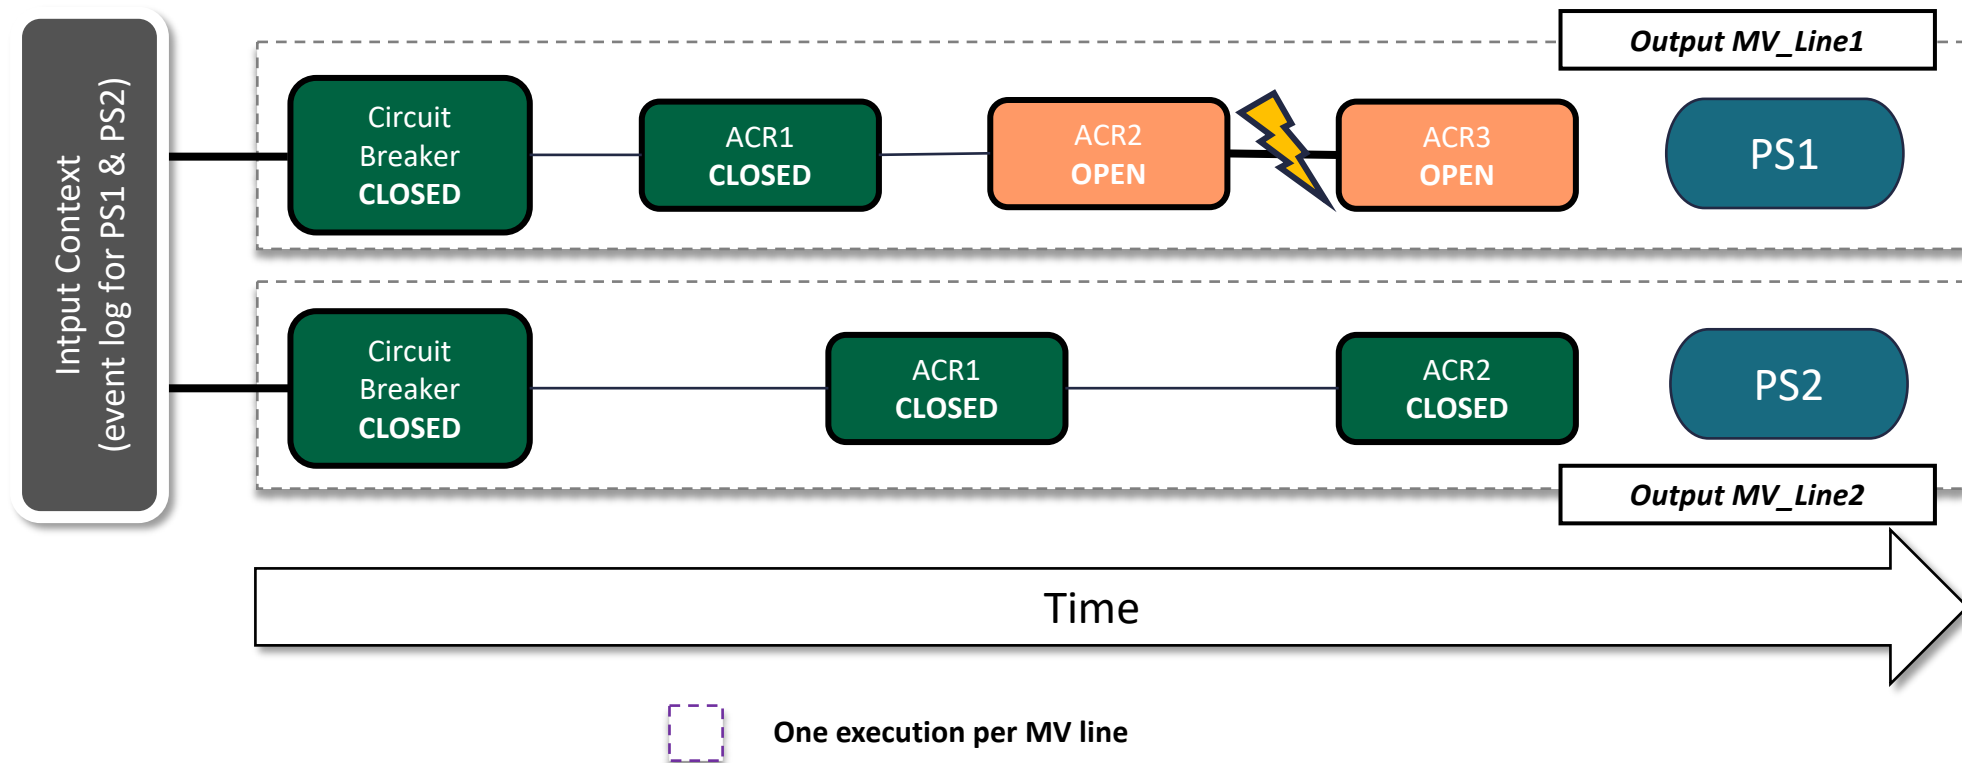 Intput Context
(event log for PS1 & PS2)
Output MV_Line1
Circuit
Breaker
CLOSED
ACR1
CLOSED
ACR2
OPEN
ACR3
OPEN
PS1
Circuit
Breaker
CLOSED
ACR1
CLOSED
ACR2
CLOSED
PS2
Output MV_Line2
Time
One execution per MV line